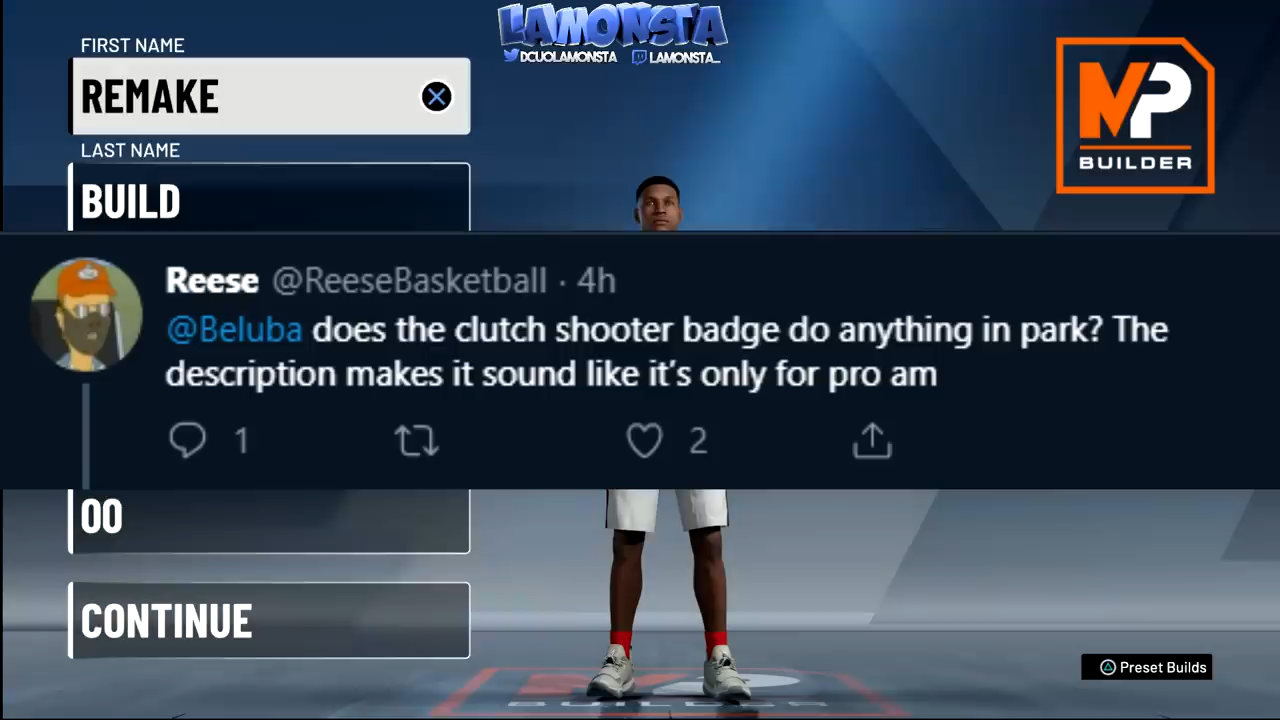 LAMONSTA
DCUOLAMONSTA LAMONSTA_
FIRST NAME
REMAKE
LAST NAME
BUILD
MP
BUILDER
Reese @ReeseBasketball · 4h
@Beluba does the clutch shooter badge do anything in park? The
description makes it sound like it's only for pro am
1 2
00
CONTINUE
Preset Builds
BUILDER